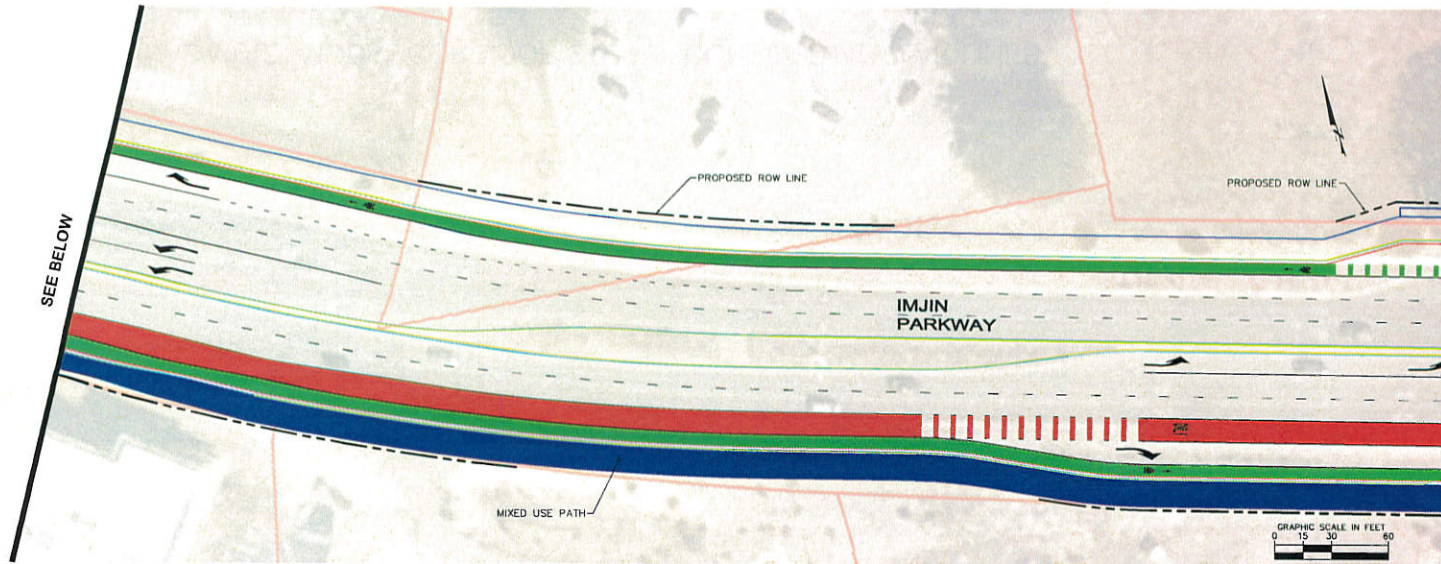 PROPOSED ROW LINE
PROPOSED ROW LINE
SEE BELOW
IMJIN
PARKWAY
MIXED USE PATH
GRAPHIC SCALE IN FEET
0 15 30 60